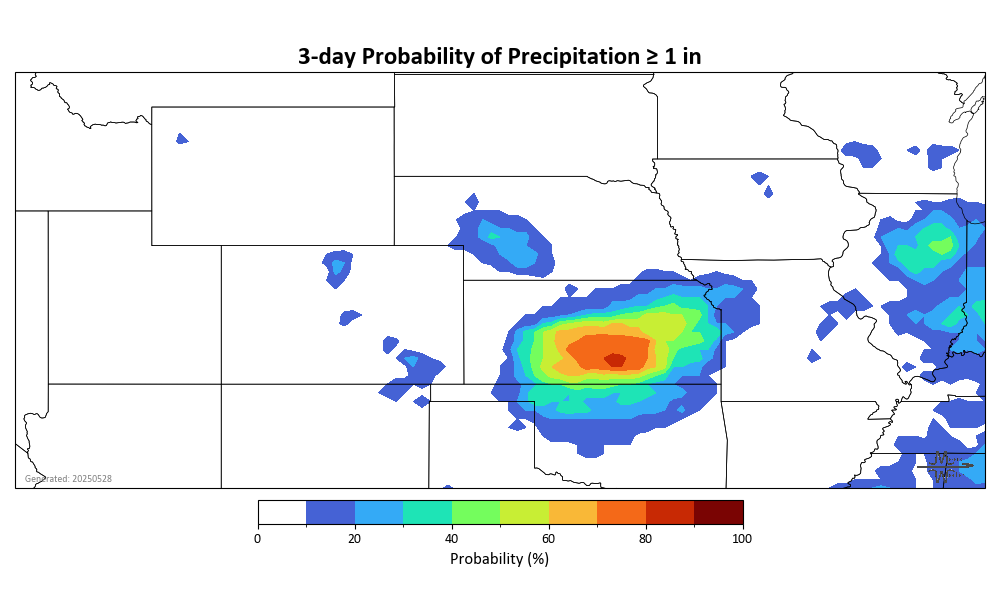 3-day Probability of Precipitation ≥ 1 in
Generated: 20250528
0 20 40 60 80 100
Probability (%)